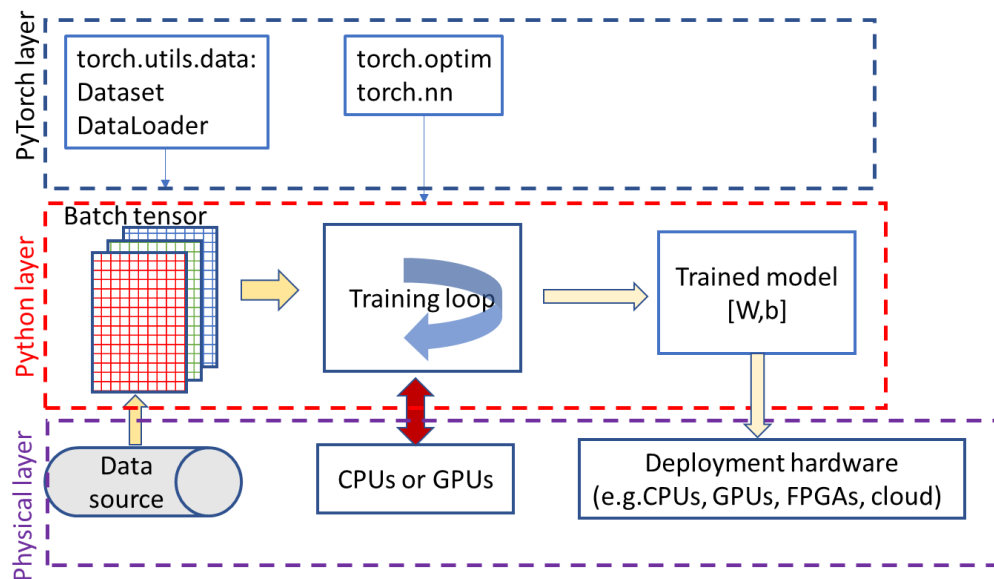 PyTorch layer
torch.utils.data:
Dataset
DataLoader
torch.optim
torch.nn
Python layer
Batch tensor
Training loop
Trained model
[W,b]
Physical layer
Data
source
CPUs or GPUs
Deployment hardware
(e.g.CPUs, GPUs, FPGAs, cloud)